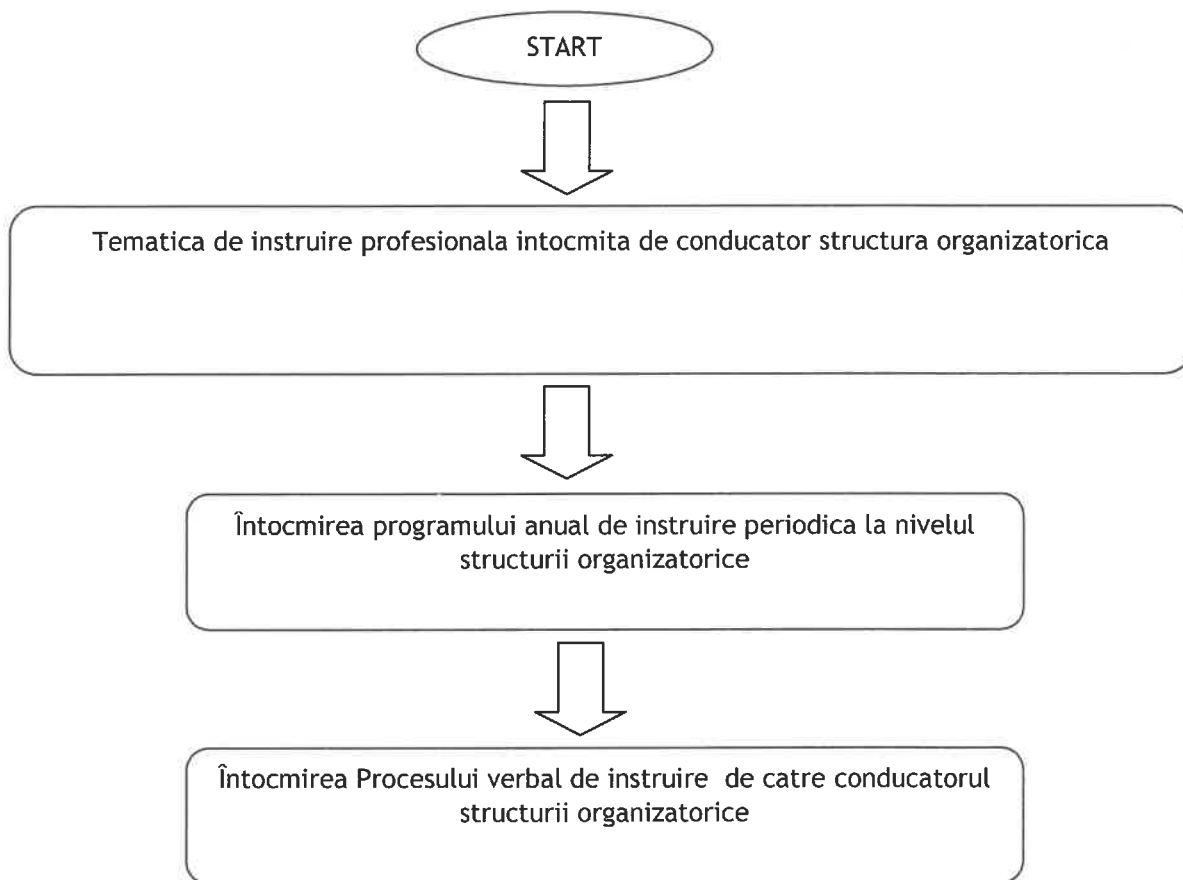 START
Tematica de instruire profesionala intocmita de conducator structura organizatorica
Întocmirea programului anual de instruire periodica la nivelul
structurii organizatorice
Întocmirea Procesului verbal de instruire de catre conducatorul
structurii organizatorice